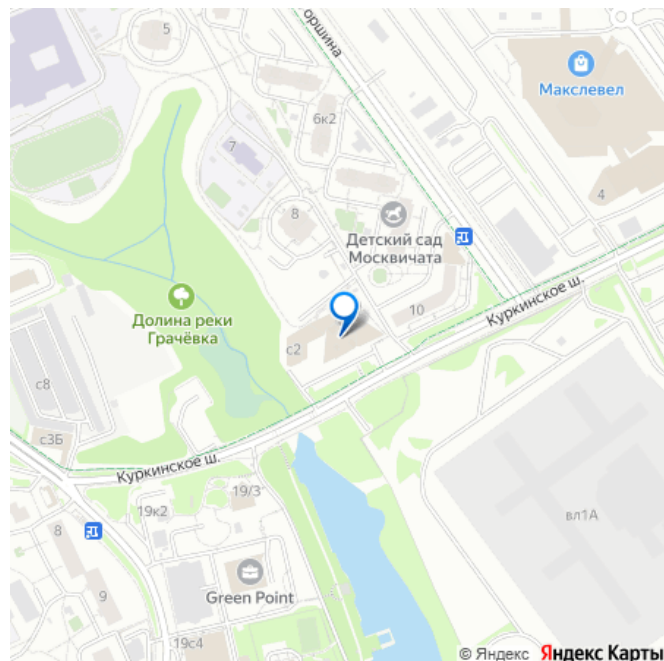 5
оршина
Макслевел
6к2
7
4
8
Детский сад
Москвичата
10
Куркинское ш.
Долина реки
Грачёвка
с2
с8
с3Б
Куркинское ш.
19/3
19к2
вл1А
8
Green Point
9
19с4
© Яндекс Яндекс Карты